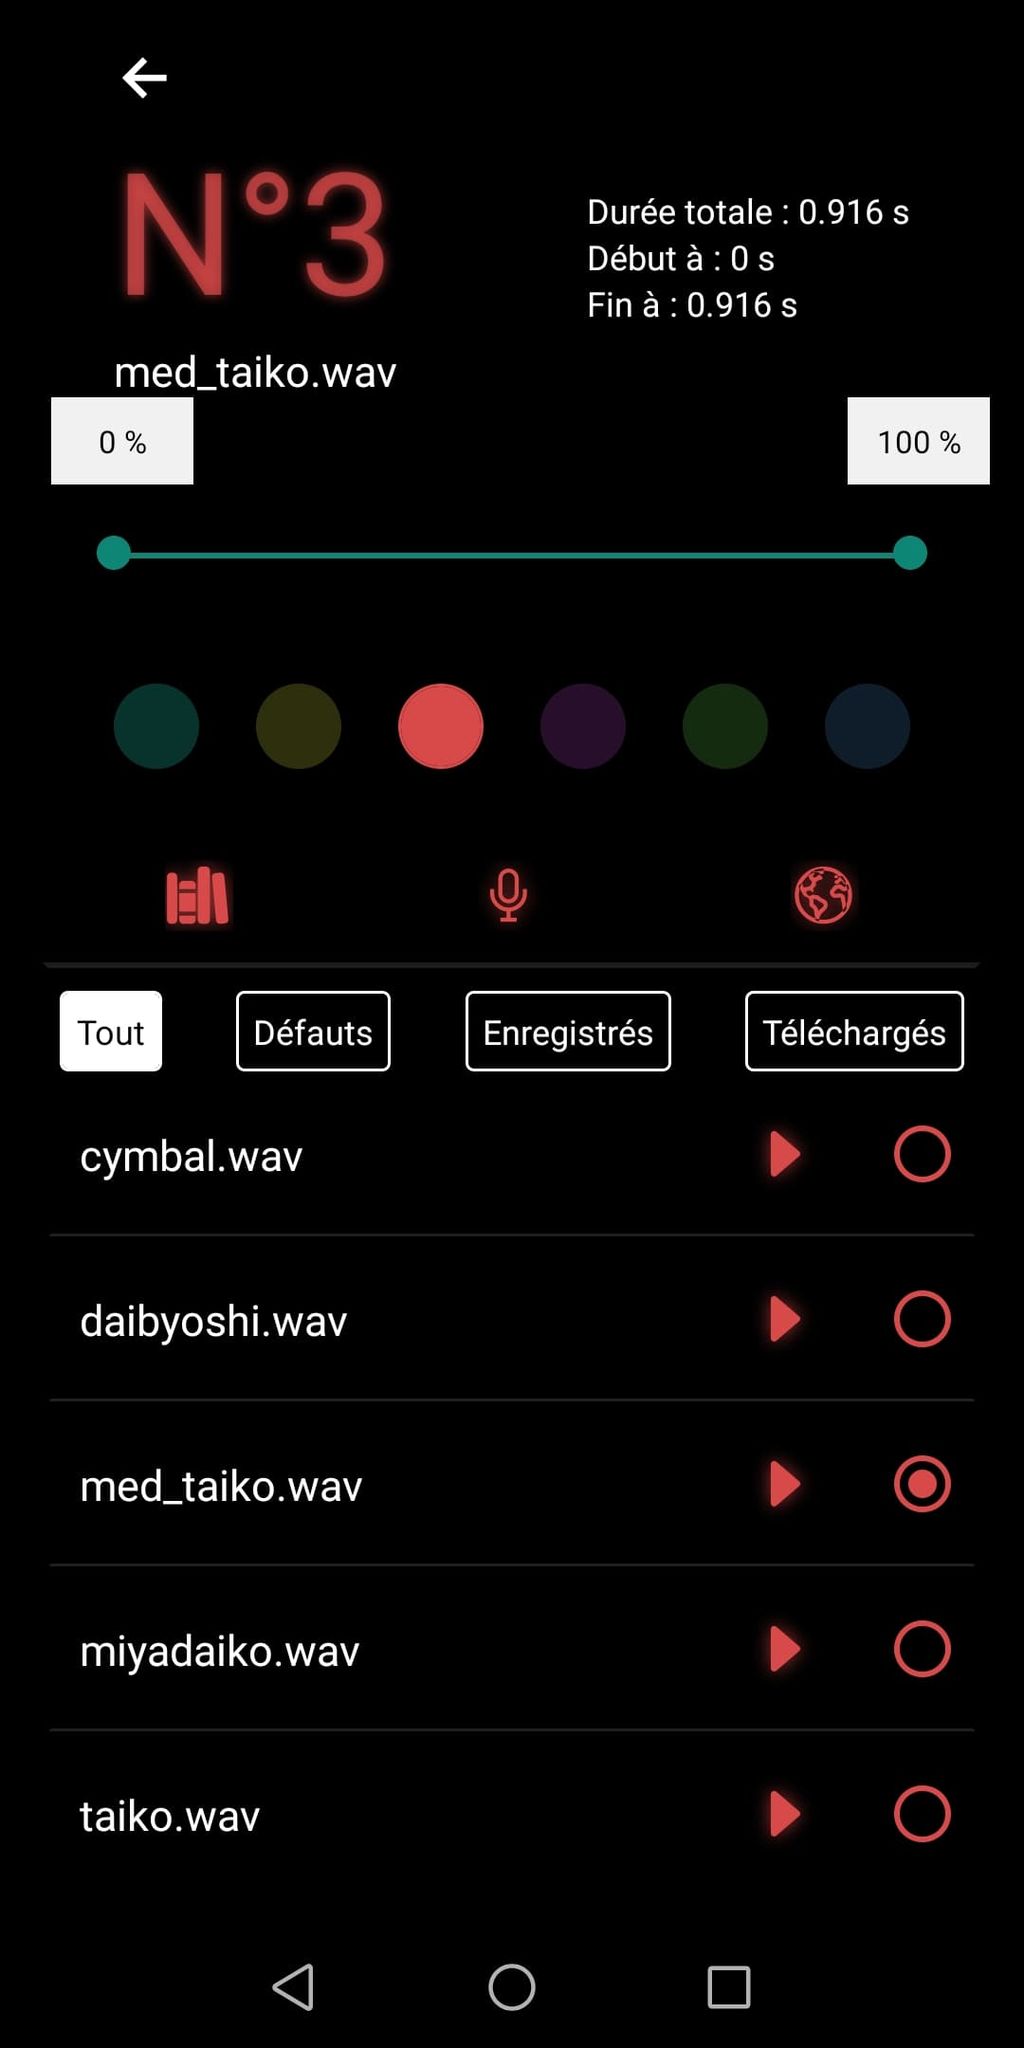 N°3
Durée totale : 0.916 s
Début à : 0 s
Fin à : 0.916 s
med_taiko.wav
0 %
100 %
Tout
Défauts
Enregistrés
Téléchargés
cymbal.wav
daibyoshi.wav
med_taiko.wav
miyadaiko.wav
taiko.wav